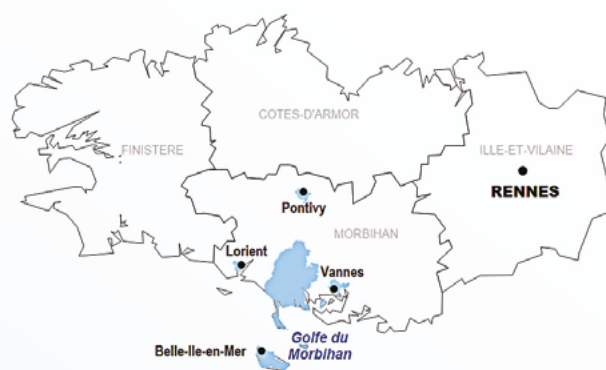 COTES-D'ARMOR
FINISTERE
ILLE-ET-VILAINE
RENNES
Pontivy
MORBIHAN
Lorient
Vannes
Golfe du
Morbihan
Belle-Ile-en-Mer